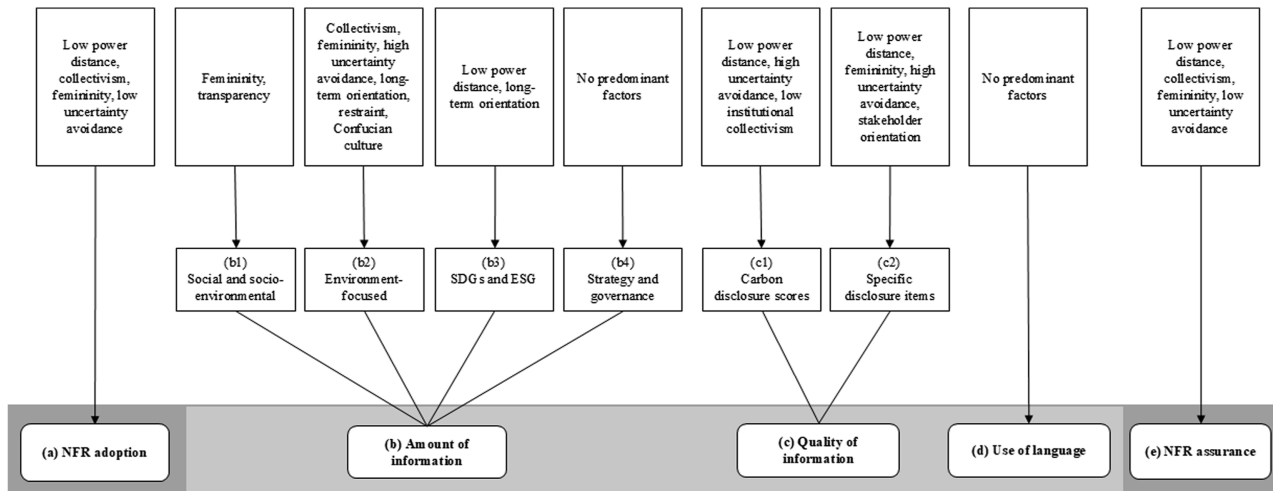 Low power
distance,
collectivism,
femininity, low
uncertainty
avoidance
Femininity,
transparency
Collectivism,
femininity, high
uncertainty
avoidance, long-
term orientation,
restraint,
Confucian
culture
Low power
distance, long-
term orientation
No predominant
factors
Low power
distance, high
uncertainty
avoidance, low
institutional
collectivism
Low power
distance,
femininity, high
uncertainty
avoidance,
stakeholder
orientation
No predominant
factors
Low power
distance,
collectivism,
femininity, low
uncertainty
avoidance
(b1)
Social and socio-
environmental
(b2)
Environment-
focused
(b3)
SDGs and ESG
(b4)
Strategy and
governance
(c1)
Carbon
disclosure scores
(c2)
Specific
disclosure items
(a) NFR adoption
(b) Amount of
information
(c) Quality of
information
(d) Use of language
(e) NFR assurance